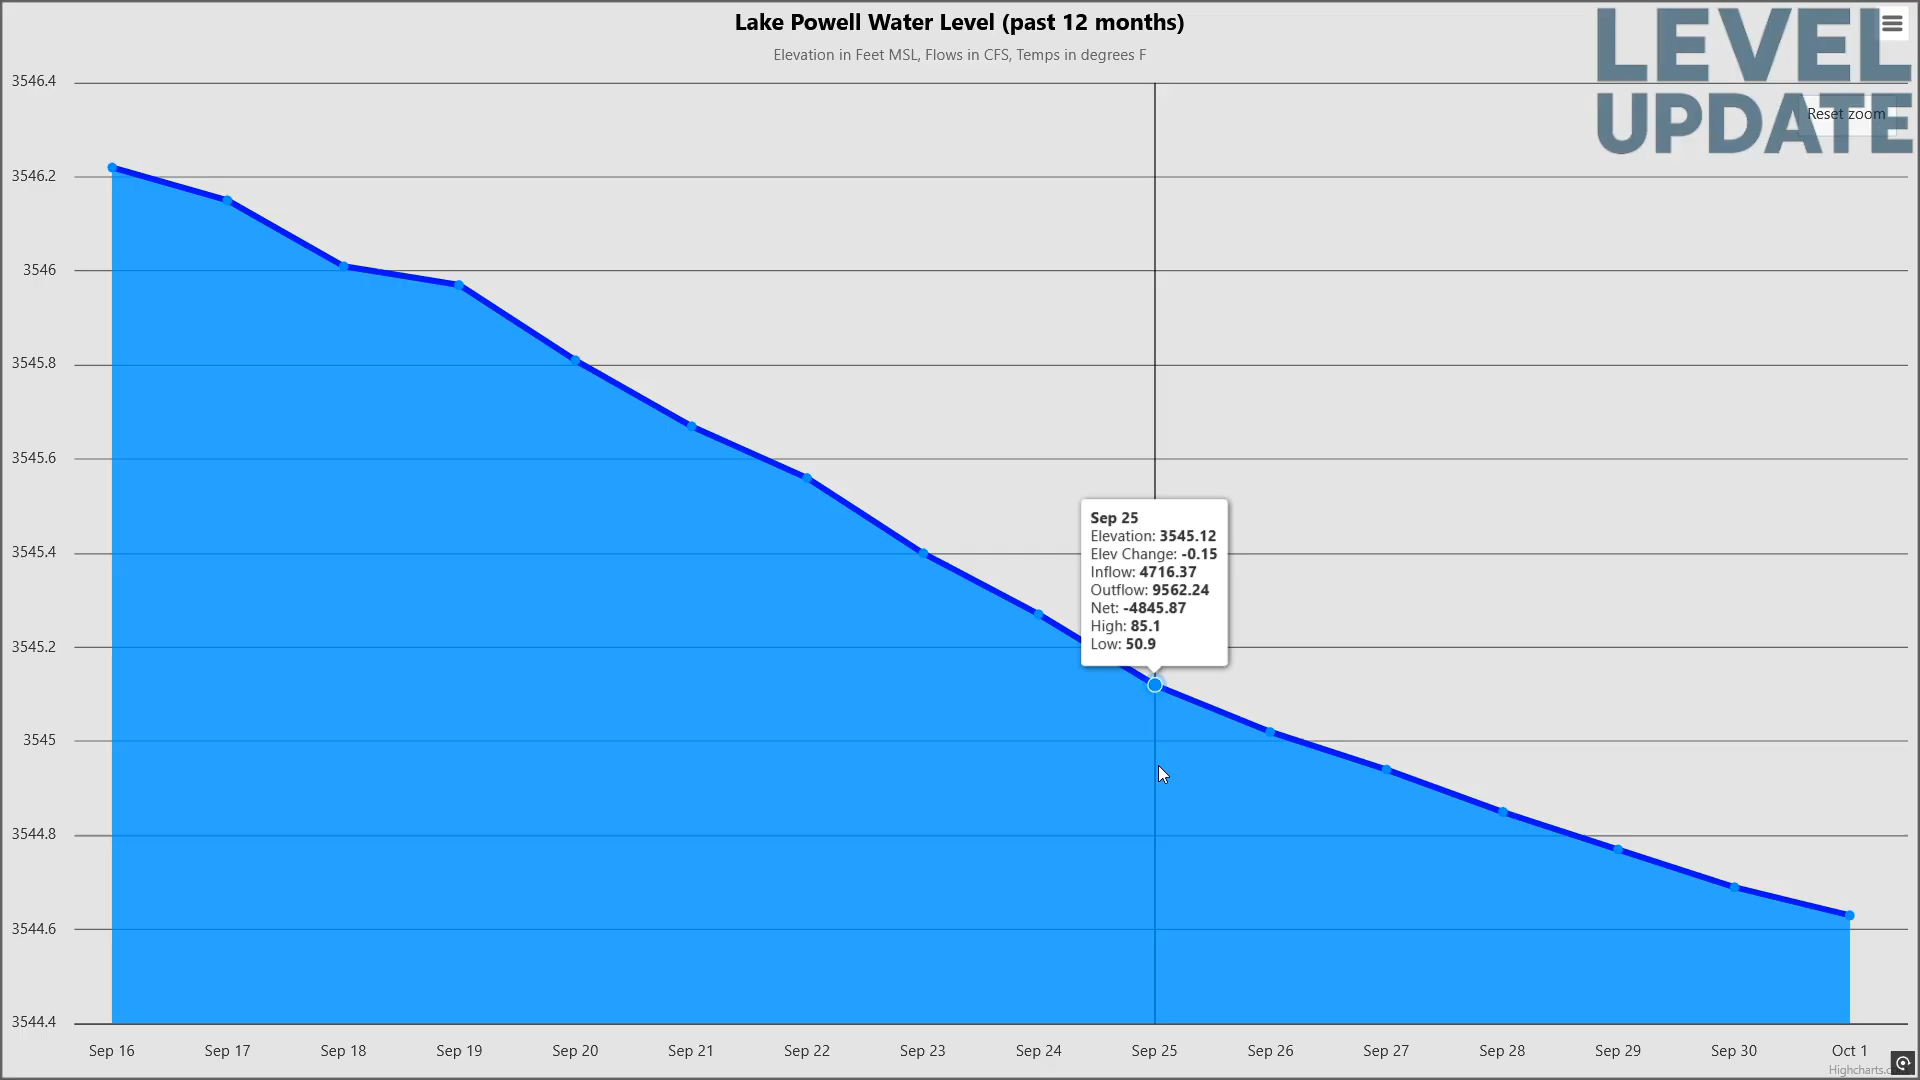 Lake Powell Water Level (past 12 months)
Elevation in Feet MSL, Flows in CFS, Temps in degrees F
LEVEL
UPDATE
Reset zoom
3546.4
3546.2
3546
3545.8
3545.6
3545.4
3545.2
3545
3544.8
3544.6
3544.4
Sep 25
Elevation: 3545.12
Elev Change: -0.15
Inflow: 4716.37
Outflow: 9562.24
Net: -4845.87
High: 85.1
Low: 50.9
Sep 16 Sep 17 Sep 18 Sep 19 Sep 20 Sep 21 Sep 22 Sep 23 Sep 24 Sep 25 Sep 26 Sep 27 Sep 28 Sep 29 Sep 30 Oct 1
Highcharts.c